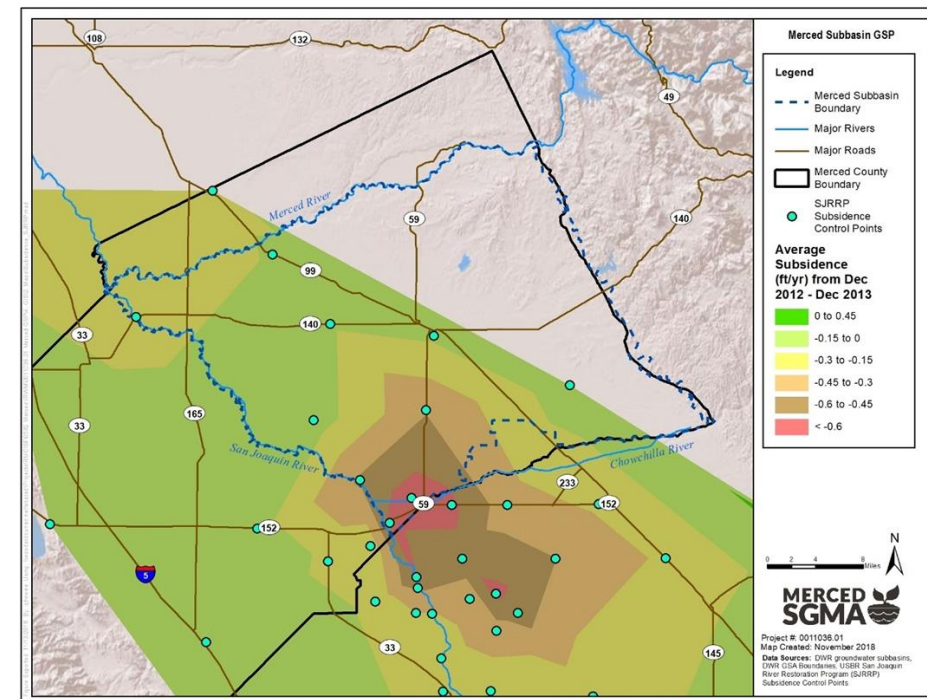 Merced Subbasin GSP
Legend
Merced Subbasin
Boundary
Major Rivers
Major Roads
Merced County
Boundary
SJRRP
Subsidence
Control Points
Average
Subsidence
(ft/yr) from Dec
2012 - Dec 2013
0 to 0.45
-0.15 to 0
-0.3 to -0.15
-0.45 to -0.3
-0.6 to -0.45
< -0.6
108
132
49
Merced River
59
140
99
140
33
165
33
San Joaquin River
Chowchilla River
233
59
152
152
5
33
145
N
0 2 4 8
Miles
MERCED
SGMA
Project #: 0011036.01
Map Created: November 2018
Data Sources: DWR groundwater subbasins,
DWR GSA Boundaries, USBR San Joaquin
River Restoration Program (SJRRP)
Subsidence Control Points